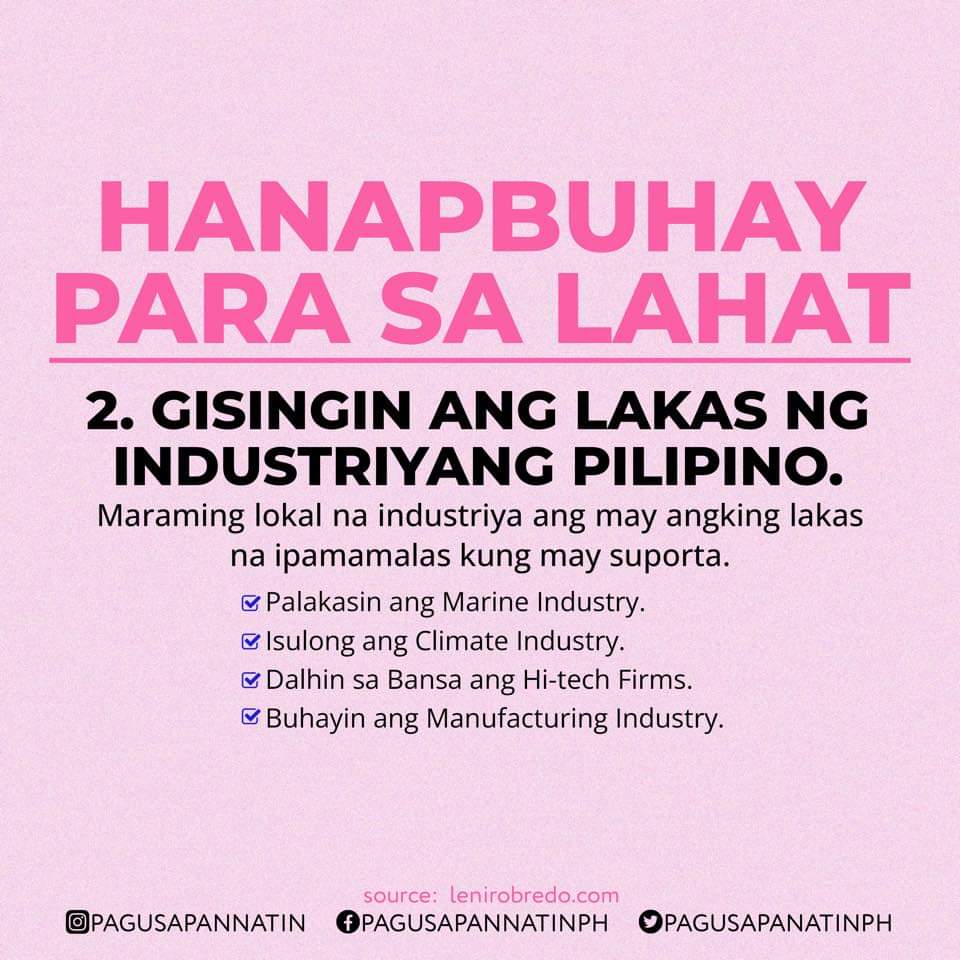 HANAPBUHAY
PARA SA LAHAT
2. GISINGIN ANG LAKAS NG
INDUSTRIYANG PILIPINO.
Maraming lokal na industriya ang may angking lakas
na ipamamalas kung may suporta.
Palakasin ang Marine Industry.
Isulong ang Climate Industry.
Dalhin sa Bansa ang Hi-tech Firms.
Buhayin ang Manufacturing Industry.
source: lenirobredo.com
PAGUSAPANNATIN PAGUSAPANNATINPH PAGUSAPANATINPH